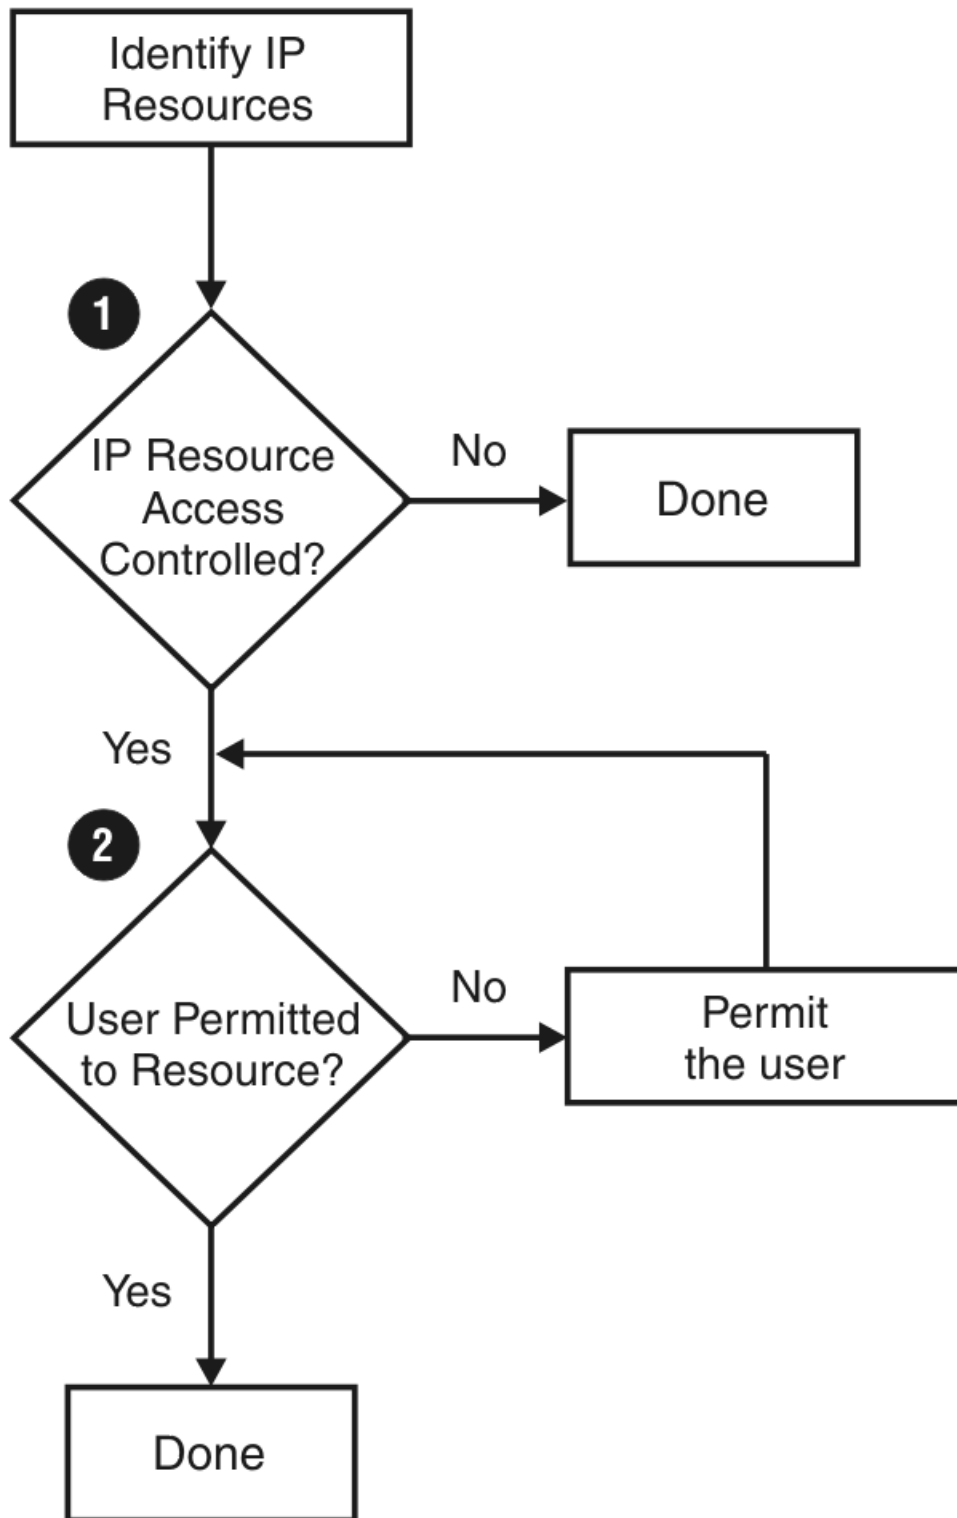 Identify IP
Resources
1
IP Resource
Access
Controlled?
No
Done
Yes
2
User Permitted
to Resource?
No
Permit
the user
Yes
Done